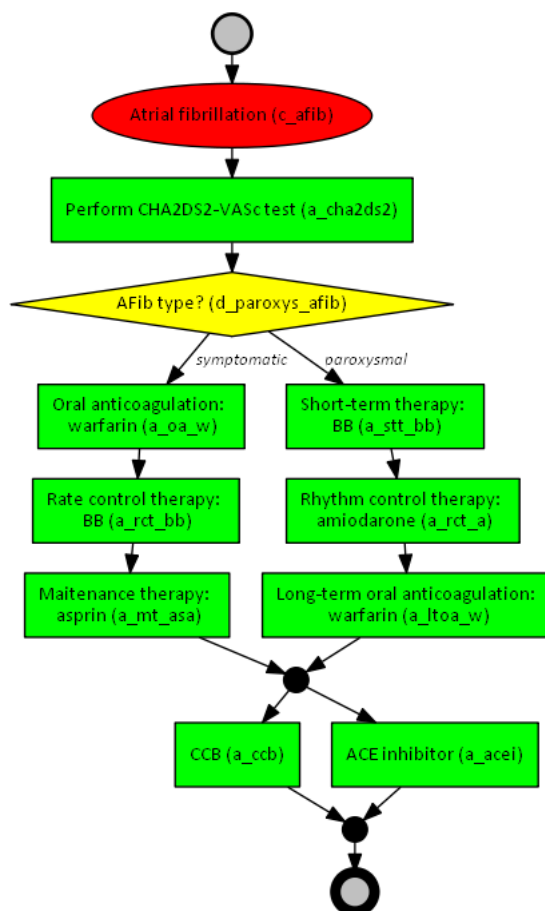 Atrial fibrillation (c_afib)
Perform CHA2DS2-VASc test (a_cha2ds2)
AFib type? (d_paroxys_afib)
symptomatic
paroxysmal
Oral anticoagulation:
warfarin (a_oa_w)
Short-term therapy:
BB (a_stt_bb)
Rate control therapy:
BB (a_rct_bb)
Rhythm control therapy:
amiodarone (a_rct_a)
Maitenance therapy:
asprin (a_mt_asa)
Long-term oral anticoagulation:
warfarin (a_ltoa_w)
CCB (a_ccb)
ACE inhibitor (a_acei)